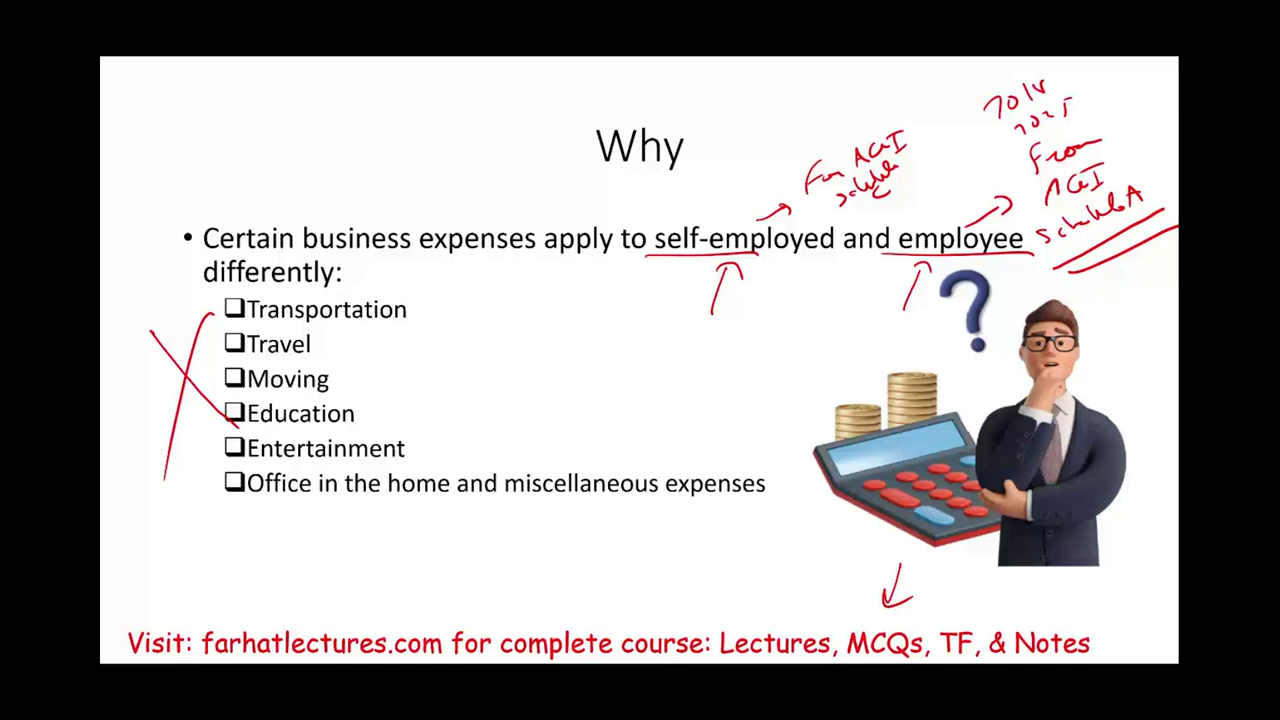 Why
• Certain business expenses apply to self-employed and employee
differently:
❑Transportation
❑Travel
❑Moving
❑Education
❑Entertainment
❑Office in the home and miscellaneous expenses
For AGI
C
2018
2025
From
AGI
Schedule A
Visit: farhatlectures.com for complete course: Lectures, MCQs, TF, & Notes